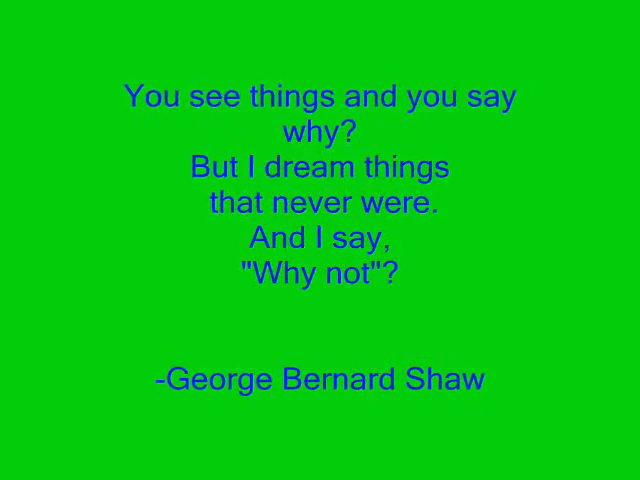 You see things and you say
why?
But I dream things
that never were.
And I say,
"Why not"?
-George Bernard Shaw